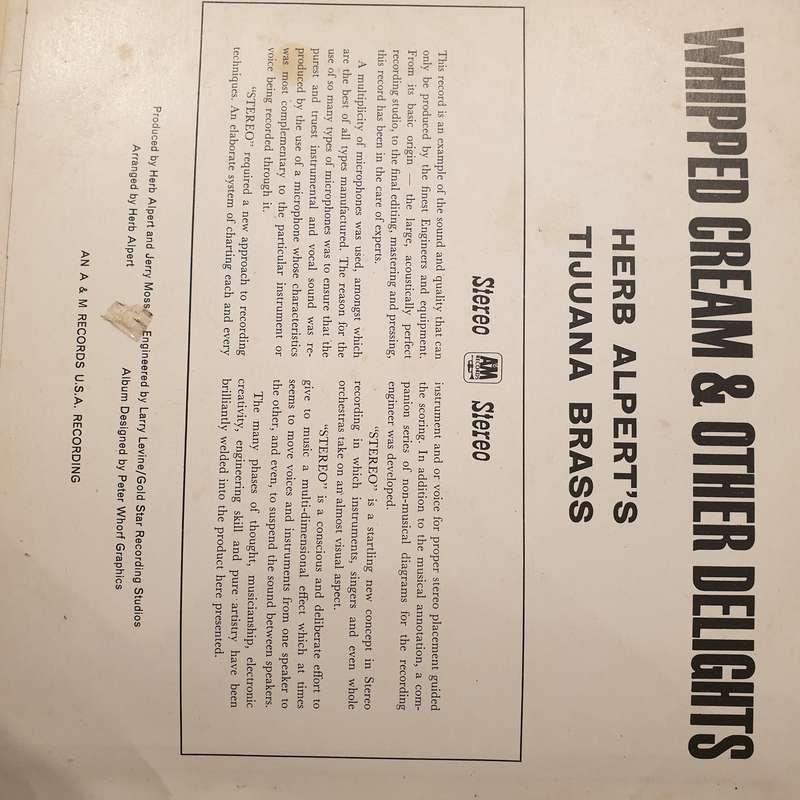 WHIPPED CREAM & OTHER DELIGHTS
HERB ALPERT'S
TIJUANA BRASS
Stereo A&M RECORDS Stereo
This record is an example of the sound and quality that can
only be produced by the finest Engineers and equipment.
From its basic origin — the large, acoustically perfect
recording studio, to the final editing, mastering and pressing,
this record has been in the care of experts.
A multiplicity of microphones was used, amongst which
are the best of all types manufactured. The reason for the
use of so many types of microphones was to ensure that the
purest and truest instrumental and vocal sound was re-
produced by the use of a microphone whose characteristics
was most complementary to the particular instrument or
voice being recorded through it.
"STEREO" required a new approach to recording
techniques. An elaborate system of charting each and every
instrument and or voice for proper stereo placement guided
the scoring. In addition to the musical annotation, a com-
panion series of non-musical diagrams for the recording
engineer was developed.
"STEREO" is a startling new concept in Stereo
recording in which instruments, singers and even whole
orchestras take on an almost visual aspect.
"STEREO" is a conscious and deliberate effort to
give to music a multi-dimensional effect which at times
seems to move voices and instruments from one speaker to
the other, and even, to suspend the sound between speakers.
The many phases of thought, musicianship, electronic
creativity, engineering skill and pure artistry have been
brilliantly welded into the product here presented.
Produced by Herb Alpert and Jerry Moss Engineered by Larry Levine/Gold Star Recording Studios
Arranged by Herb Alpert Album Designed by Peter Whorf Graphics
AN A & M RECORDS U.S.A. RECORDING